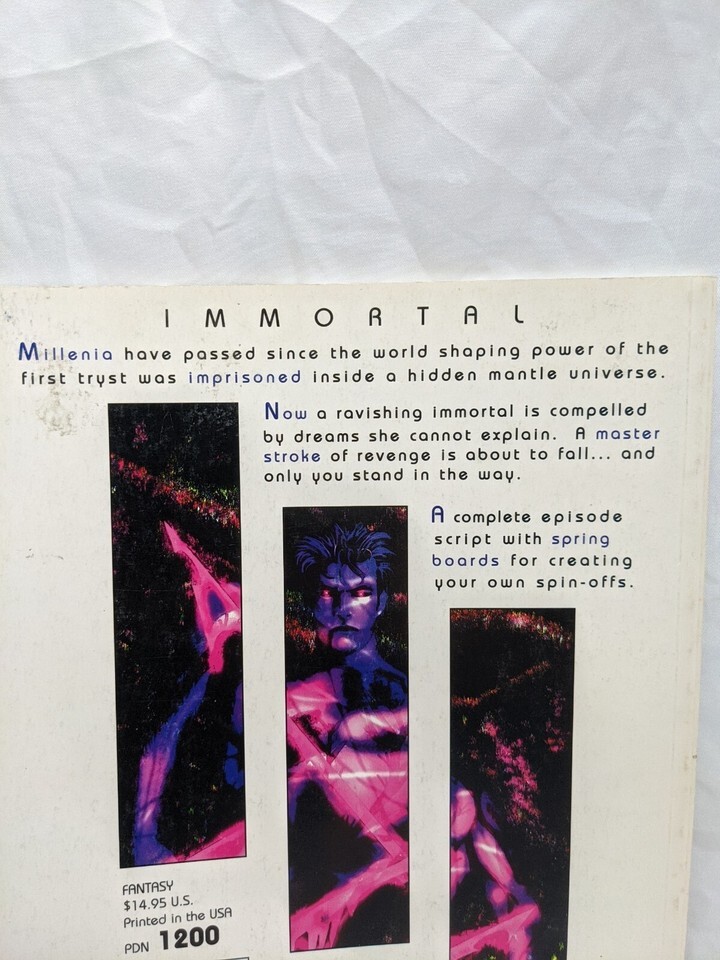 IMMORTAL
Millenia have passed since the world shaping power of the
first tryst was imprisoned inside a hidden mantle universe.
Now a ravishing immortal is compelled
by dreams she cannot explain. A master
stroke of revenge is about to fall... and
only you stand in the way.
A complete episode
script with spring
boards for creating
your own spin-offs.
FANTASY
$14.95 U.S.
Printed in the USA
PDN 1200